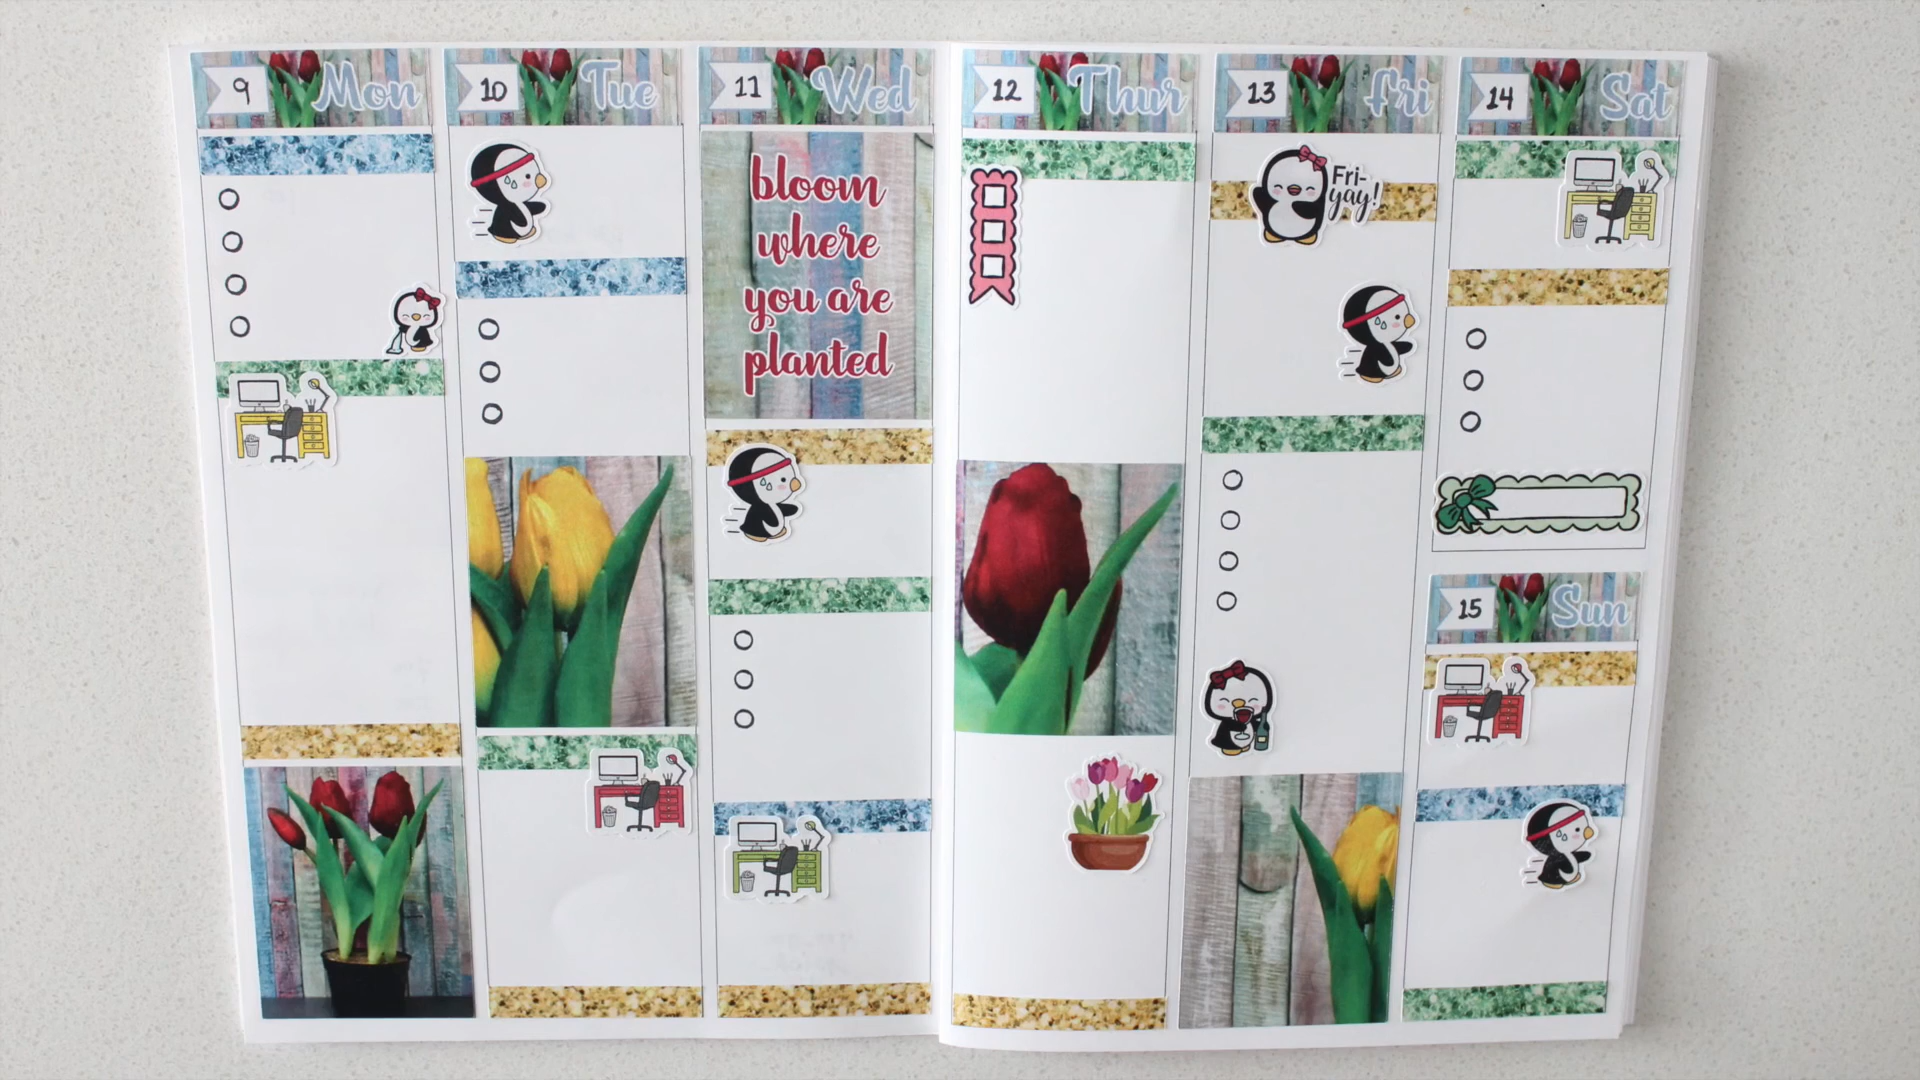 9 Mon
10 Tue
11 Wed
bloom
where
you are
planted
12 Thur
13 Fri
Fri-
yay!
14 Sat
15 Sun